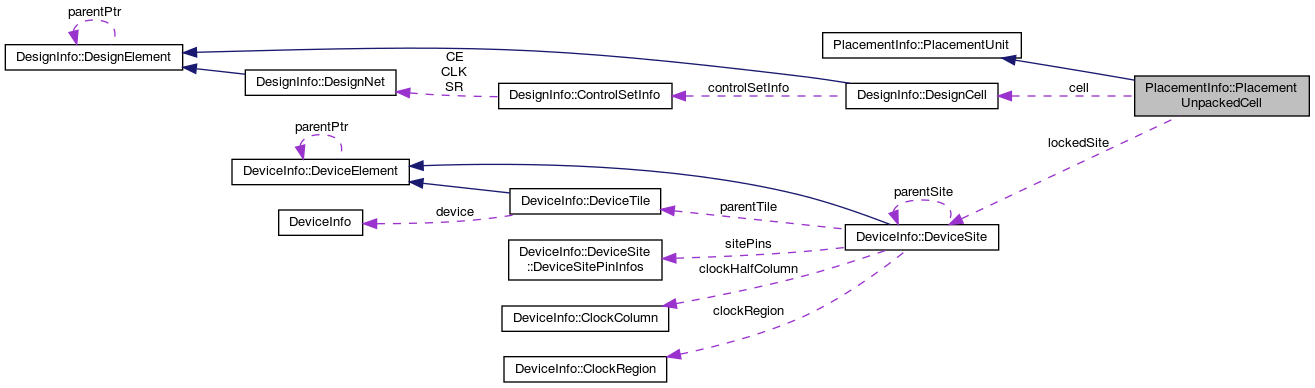 parentPtr
DesignInfo::DesignElement
DesignInfo::DesignNet
CE
CLK
SR
DesignInfo::ControlSetInfo
controlSetInfo
DesignInfo::DesignCell
PlacementInfo::PlacementUnit
cell
PlacementInfo::Placement
UnpackedCell
lockedSite
parentPtr
DeviceInfo::DeviceElement
DeviceInfo
device
DeviceInfo::DeviceTile
parentTile
parentSite
DeviceInfo::DeviceSite
DeviceInfo::DeviceSite
::DeviceSitePinInfos
sitePins
clockHalfColumn
DeviceInfo::ClockColumn
clockRegion
DeviceInfo::ClockRegion